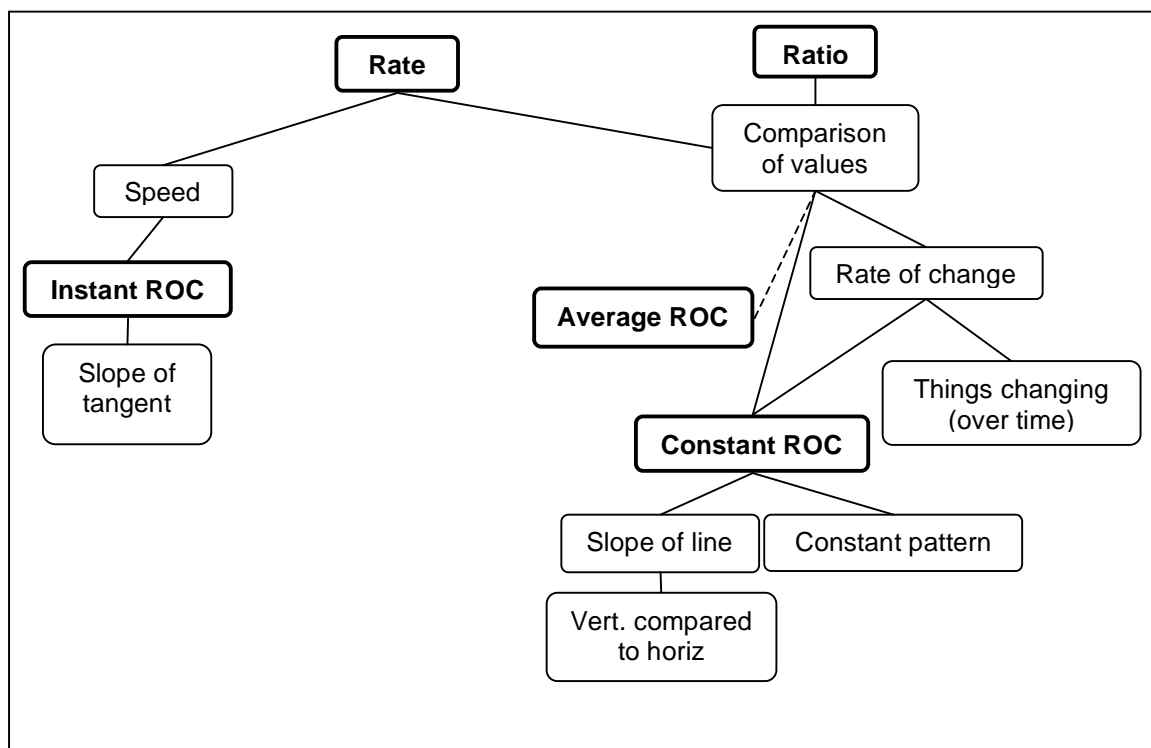 Rate
Ratio
Comparison
of values
Speed
Rate of change
Instant ROC
Average ROC
Slope of
tangent
Things changing
(over time)
Constant ROC
Slope of line
Constant pattern
Vert. compared
to horiz